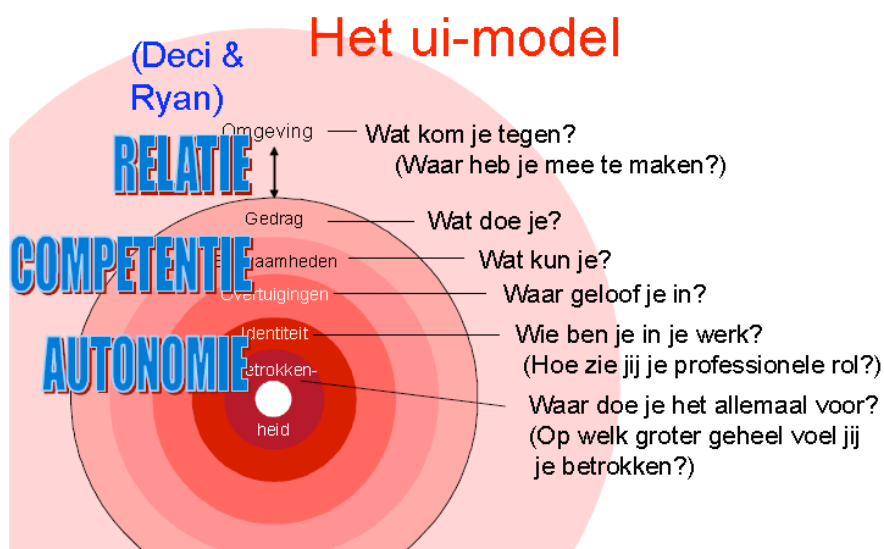 Het ui-model
(Deci &
Ryan)
Omgeving
Wat kom je tegen?
(Waar heb je mee te maken?)
RELATIE
Gedrag
Wat doe je?
COMPETENTIE
aamheden
Wat kun je?
Overtuigingen
Waar geloof je in?
Identiteit
Wie ben je in je werk?
(Hoe zie jij je professionele rol?)
AUTONOMIE
etrokken-
heid
Waar doe je het allemaal voor?
(Op welk groter geheel voel jij
je betrokken?)